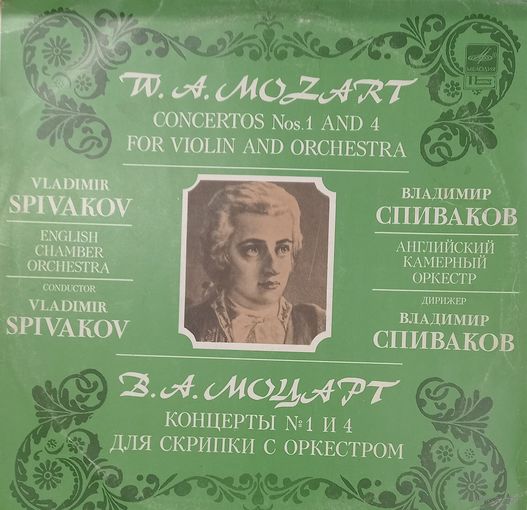 МЕЛОДИЯ
W. A. MOZART
CONCERTOS Nos. 1 AND 4
FOR VIOLIN AND ORCHESTRA
VLADIMIR
SPIVAKOV
ENGLISH
CHAMBER
ORCHESTRA
CONDUCTOR
VLADIMIR
SPIVAKOV
ВЛАДИМИР
СПИВАКОВ
АНГЛИЙСКИЙ
КАМЕРНЫЙ
ОРКЕСТР
ДИРИЖЕР
ВЛАДИМИР
СПИВАКОВ
В. А. МОЦАРТ
КОНЦЕРТЫ №1 И 4
ДЛЯ СКРИПКИ С ОРКЕСТРОМ